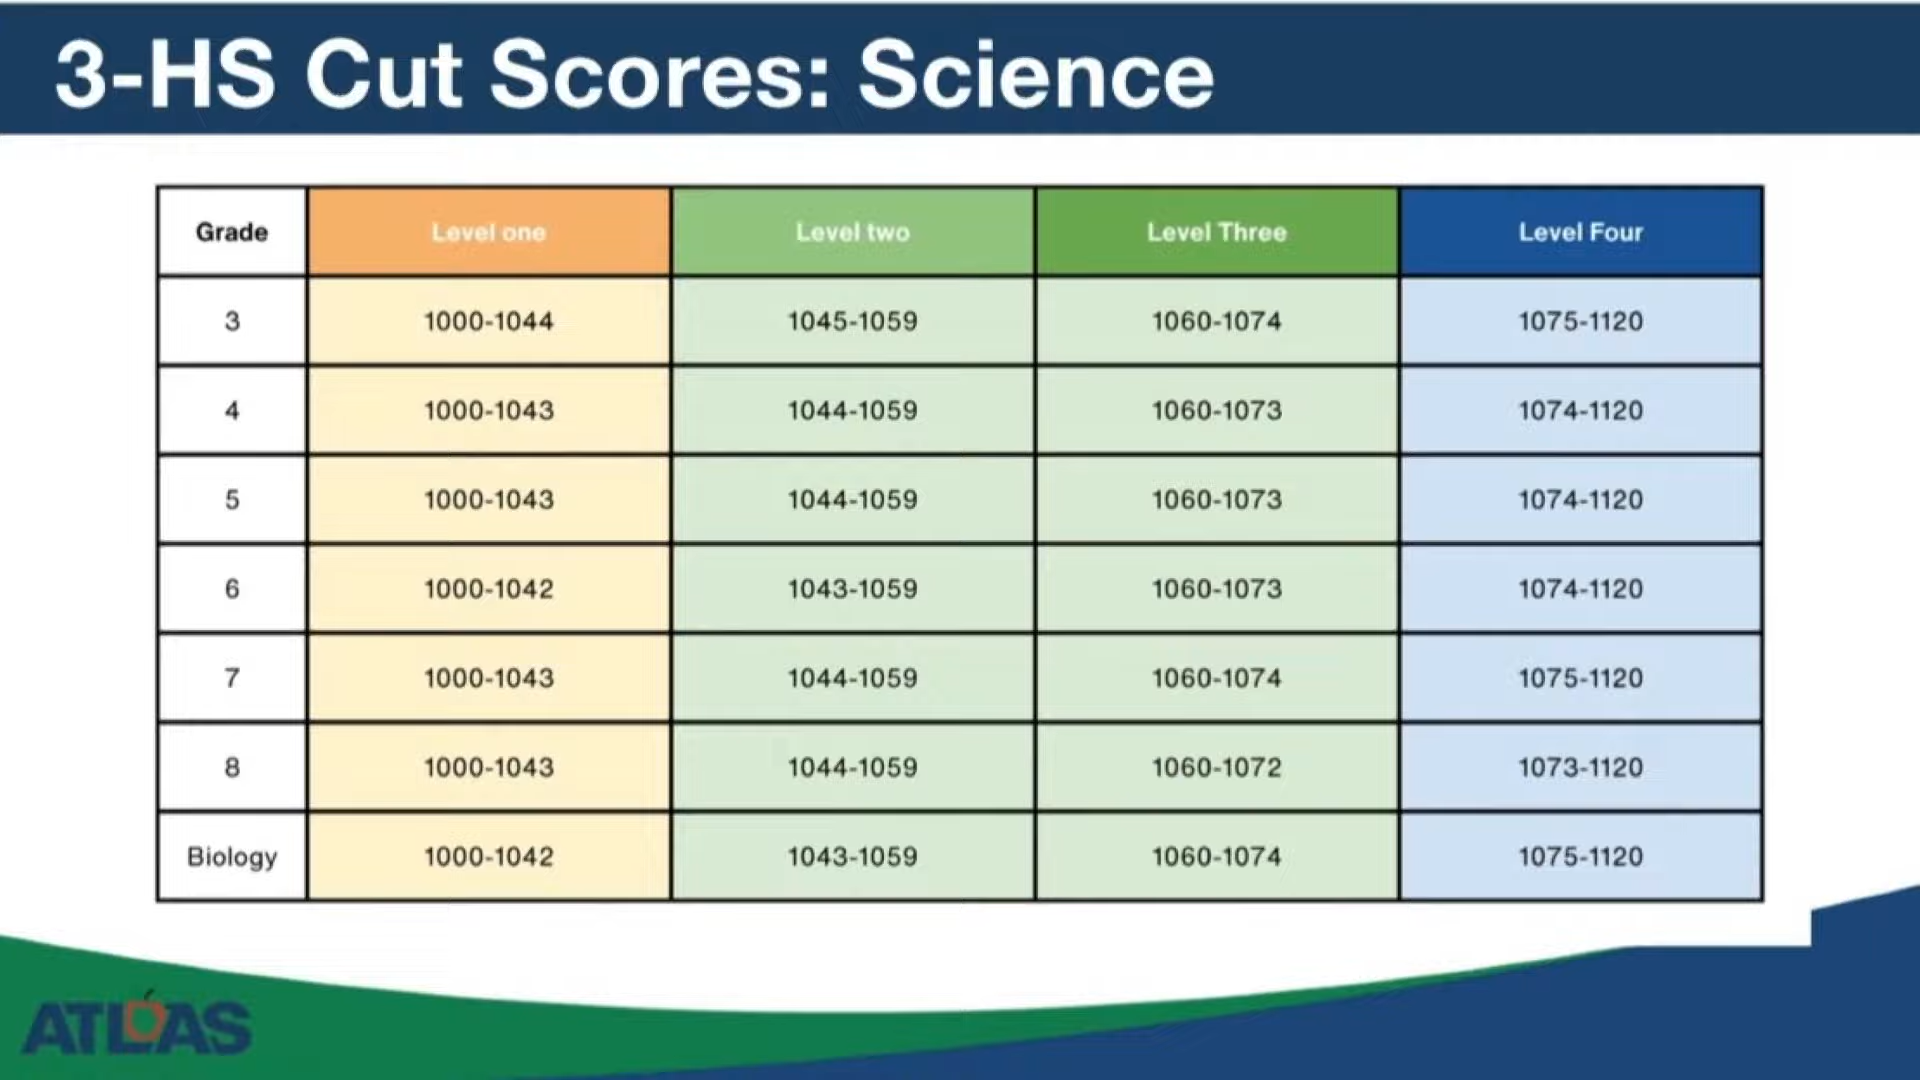 3-HS Cut Scores: Science
Grade Level one Level two Level Three Level Four
3 1000-1044 1045-1059 1060-1074 1075-1120
4 1000-1043 1044-1059 1060-1073 1074-1120
5 1000-1043 1044-1059 1060-1073 1074-1120
6 1000-1042 1043-1059 1060-1073 1074-1120
7 1000-1043 1044-1059 1060-1074 1075-1120
8 1000-1043 1044-1059 1060-1072 1073-1120
Biology 1000-1042 1043-1059 1060-1074 1075-1120
ATLAS